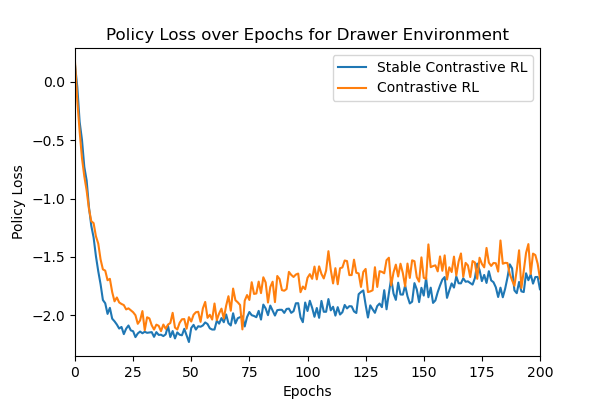 Policy Loss over Epochs for Drawer Environment
Stable Contrastive RL
Contrastive RL
Policy Loss
0.0
−0.5
−1.0
−1.5
−2.0
0 25 50 75 100 125 150 175 200
Epochs